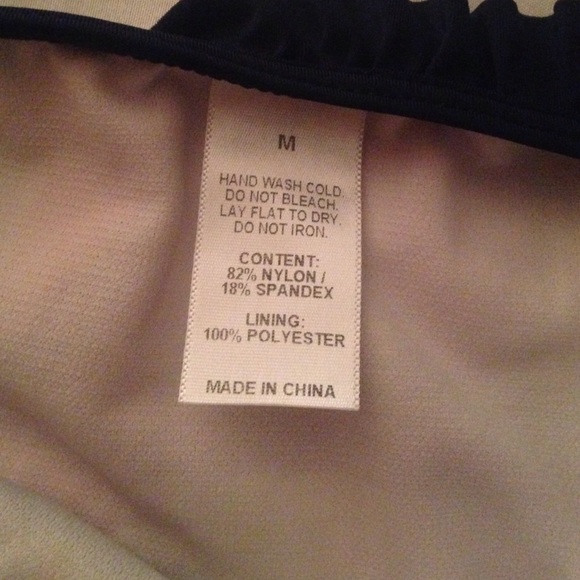 M
HAND WASH COLD.
DO NOT BLEACH.
LAY FLAT TO DRY.
DO NOT IRON.
CONTENT:
82% NYLON /
18% SPANDEX
LINING:
100% POLYESTER
MADE IN CHINA